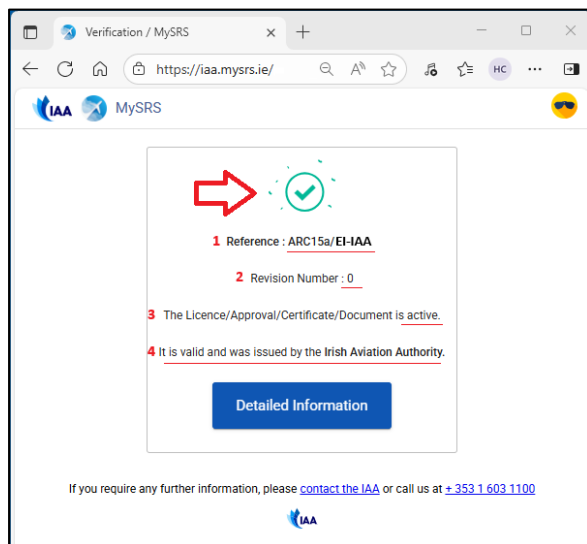 Verification / MySRS
https://iaa.mysrs.ie/
HC
IAA MySRS
1 Reference : ARC15a/EI-IAA
2 Revision Number : 0
3 The Licence/Approval/Certificate/Document is active.
4 It is valid and was issued by the Irish Aviation Authority.
Detailed Information
If you require any further information, please contact the IAA or call us at + 353 1 603 1100
IAA